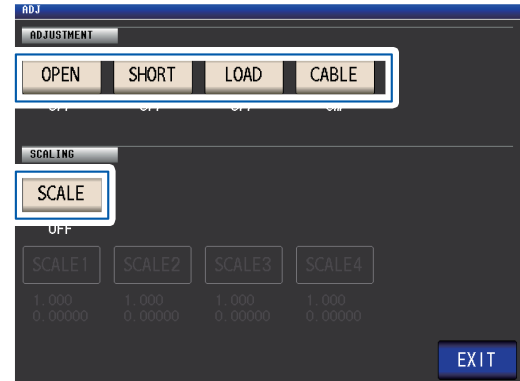 ADJ
ADJUSTMENT
OPEN SHORT LOAD CABLE
SCALING
SCALE
OFF
SCALE1 SCALE2 SCALE3 SCALE4
1.000 1.000 1.000 1.000
0.00000 0.00000 0.00000 0.00000
EXIT